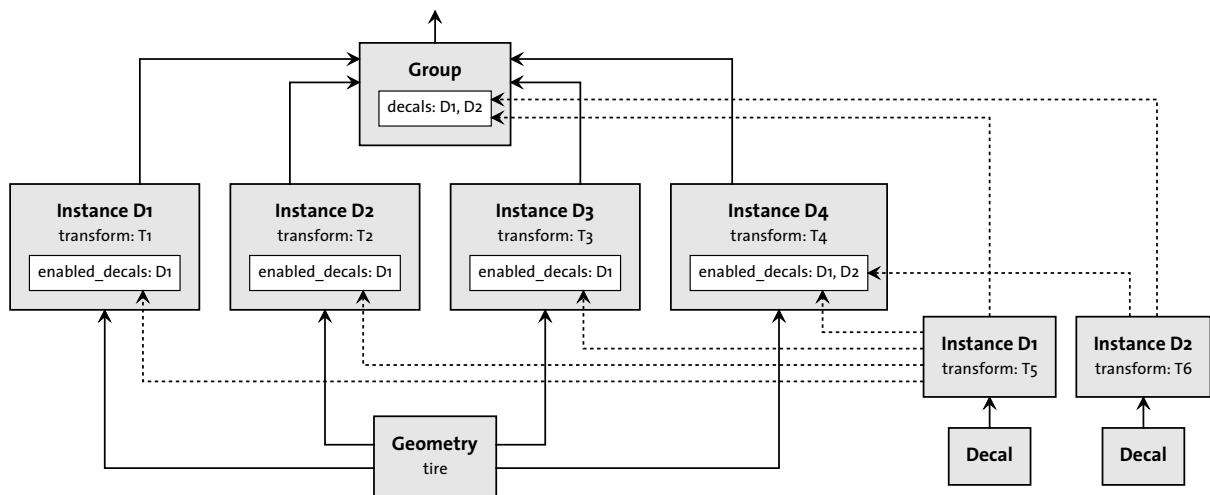 Group
decals: D1, D2
Instance D1
transform: T1
enabled_decals: D1
Instance D2
transform: T2
enabled_decals: D1
Instance D3
transform: T3
enabled_decals: D1
Instance D4
transform: T4
enabled_decals: D1, D2
Instance D1
transform: T5
Instance D2
transform: T6
Geometry
tire
Decal
Decal